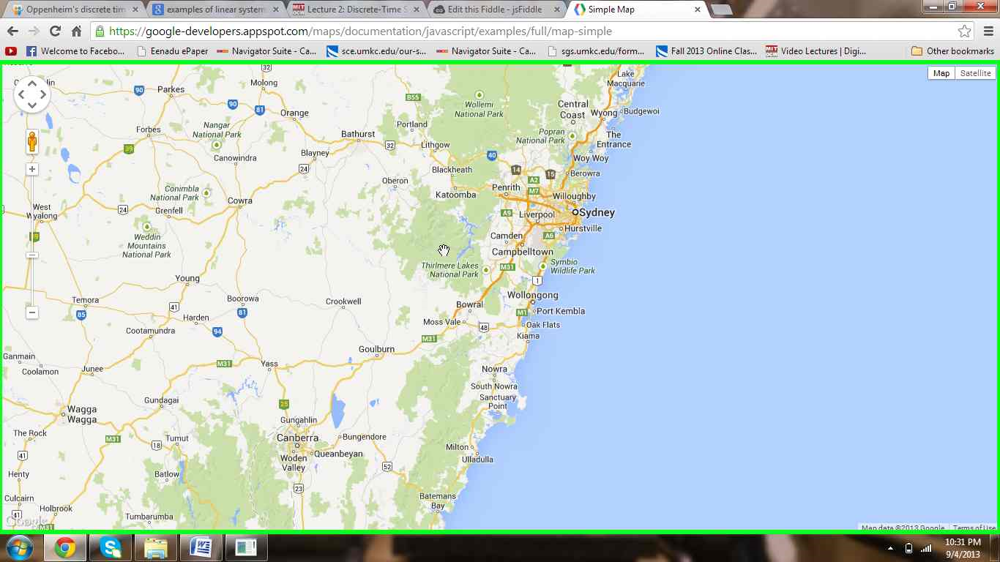 Oppenheim's discrete tim
examples of linear system
MIT OCW Lecture 2: Discrete-Time S
Edit this Fiddle - jsFiddle
Simple Map
https://google-developers.appspot.com/maps/documentation/javascript/examples/full/map-simple
Welcome to Facebo...
Eenadu ePaper
Navigator Suite - Ca...
sce.umkc.edu/our-s...
Navigator Suite - Ca...
sgs.umkc.edu/form...
Fall 2013 Online Clas...
MIT OCW Video Lectures | Digi...
Other bookmarks
Map Satellite
32
Molong
Lake
Macquarie
Parkes
90
B55
Wollemi
National Park
Central
Coast
Wyong
Budgewoi
90
81
Orange
Nangar
National Park
Portland
Popran
National Park
Forbes
Bathurst
The
Entrance
39
32
Lithgow
Canowindra
Blayney
40
Woy Woy
24
Blackheath
14
15
Berowra
Oberon
A2
Conimbla
National Park
Katoomba
Penrith
M7
Willoughby
West
Wyalong
24
Grenfell
Cowra
A9
Liverpool
Sydney
Weddin
Mountains
National Park
Camden
A6
Hurstville
Campbelltown
Thirlmere Lakes
National Park
M31
Symbio
Wildlife Park
Young
1
Temora
Boorowa
Crookwell
Wollongong
85
41
81
Bowral
M1
Port Kembla
Harden
Moss Vale
48
Oak Flats
Cootamundra
94
M31
Kiama
Ganmain
Goulburn
Coolamon
Junee
M31
Yass
Nowra
South Nowra
Sanctuary
Point
Gundagai
25
Wagga
Wagga
Gungahlin
The Rock
M31
Tumut
Canberra
Bungendore
18
Milton
41
Woden
Valley
Queanbeyan
Ulladulla
Henty
Batlow
52
23
Culcairn
Batemans
Bay
Holbrook
41
Tumbarumba
Google
M31
Map data ©2013 Google
Terms of Use
10:31 PM
9/4/2013